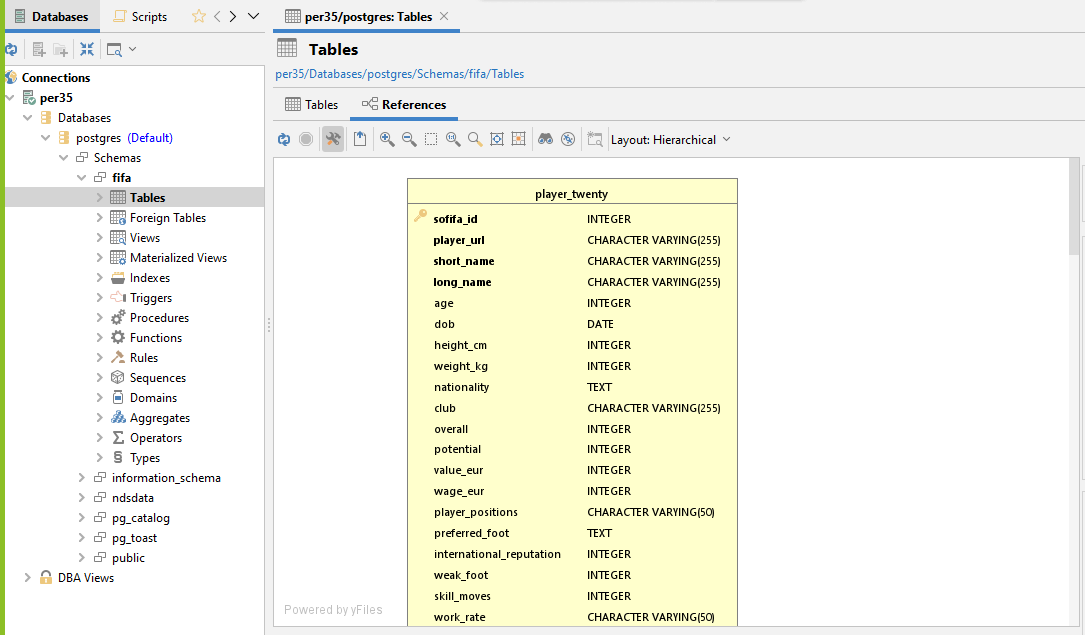 Databases
Scripts
per35/postgres: Tables
Tables
per35/Databases/postgres/Schemas/fifa/Tables
Tables
References
Layout: Hierarchical
Connections
per35
Databases
postgres (Default)
Schemas
fifa
Tables
Foreign Tables
Views
Materialized Views
Indexes
Triggers
Procedures
Functions
Rules
Sequences
Domains
Aggregates
Operators
Types
information_schema
ndsdata
pg_catalog
pg_toast
public
DBA Views
player_twenty
sofifa_id INTEGER
player_url CHARACTER VARYING(255)
short_name CHARACTER VARYING(255)
long_name CHARACTER VARYING(255)
age INTEGER
dob DATE
height_cm INTEGER
weight_kg INTEGER
nationality TEXT
club CHARACTER VARYING(255)
overall INTEGER
potential INTEGER
value_eur INTEGER
wage_eur INTEGER
player_positions CHARACTER VARYING(50)
preferred_foot TEXT
international_reputation INTEGER
weak_foot INTEGER
skill_moves INTEGER
work_rate CHARACTER VARYING(50)
Powered by yFiles